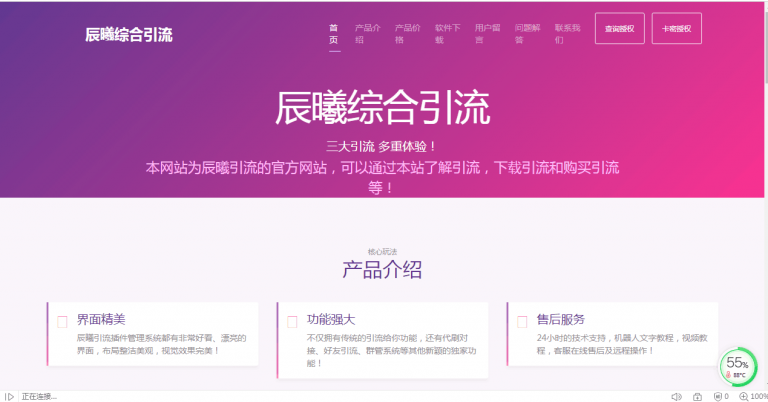 辰曦综合引流
首页
产品介绍
产品价格
软件下载
用户留言
问题解答
联系我们
查询授权
卡密授权
辰曦综合引流
三大引流 多重体验！
本网站为辰曦引流的官方网站，可以通过本站了解引流，下载引流和购买引流
等！
核心玩法
产品介绍
界面精美
辰曦引流插件管理系统都有非常好看、漂亮的
界面，布局整洁美观，视觉效果完美！
功能强大
不仅拥有传统的引流给你功能，还有代刷对
接、好友引流、群管系统等其他新颖的独家功
能！
售后服务
24小时的技术支持，机器人文字教程，视频教
程，客服在线售后及远程操作！
55%
88°C
正在连接...
0
100%